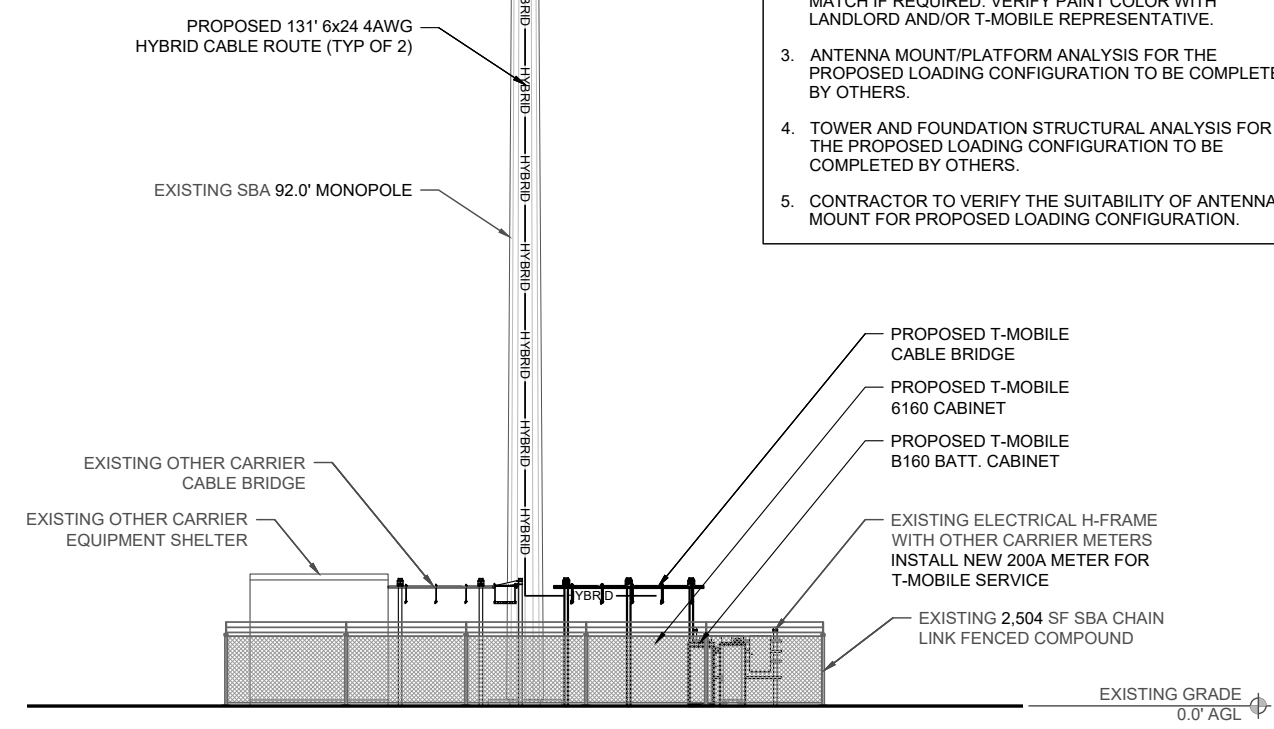 PROPOSED 131' 6x24 4AWG
HYBRID CABLE ROUTE (TYP OF 2)
EXISTING SBA 92.0' MONOPOLE
EXISTING OTHER CARRIER
CABLE BRIDGE
EXISTING OTHER CARRIER
EQUIPMENT SHELTER
BRID
HYBRID
HYBRID
HYBRID
HYBRID
HYBRID
HYBRID
YBRID
MATCH IF REQUIRED. VERIFY PAINT COLOR WITH
LANDLORD AND/OR T-MOBILE REPRESENTATIVE.
3. ANTENNA MOUNT/PLATFORM ANALYSIS FOR THE
PROPOSED LOADING CONFIGURATION TO BE COMPLETE
BY OTHERS.
4. TOWER AND FOUNDATION STRUCTURAL ANALYSIS FOR
THE PROPOSED LOADING CONFIGURATION TO BE
COMPLETED BY OTHERS.
5. CONTRACTOR TO VERIFY THE SUITABILITY OF ANTENNA
MOUNT FOR PROPOSED LOADING CONFIGURATION.
PROPOSED T-MOBILE
CABLE BRIDGE
PROPOSED T-MOBILE
6160 CABINET
PROPOSED T-MOBILE
B160 BATT. CABINET
EXISTING ELECTRICAL H-FRAME
WITH OTHER CARRIER METERS
INSTALL NEW 200A METER FOR
T-MOBILE SERVICE
EXISTING 2,504 SF SBA CHAIN
LINK FENCED COMPOUND
EXISTING GRADE
0.0' AGL